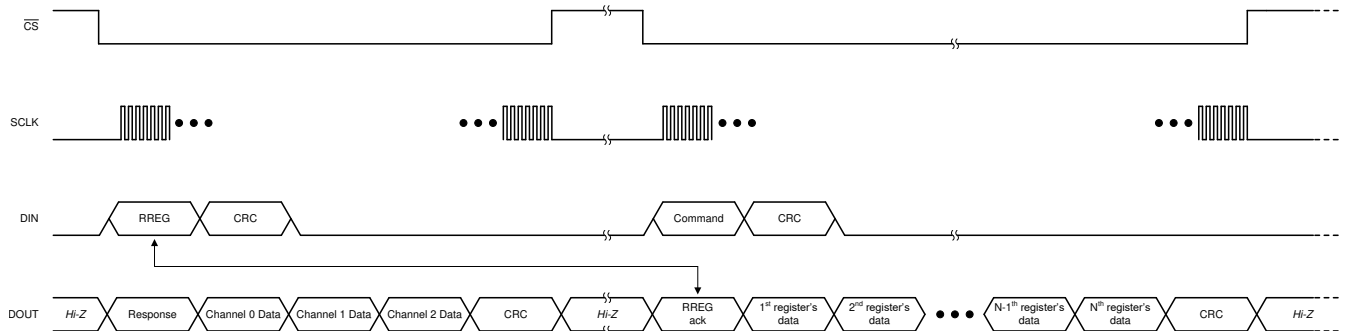 CS
SCLK
DIN
RREG
CRC
Command
CRC
DOUT
Hi-Z
Response
Channel 0 Data
Channel 1 Data
Channel 2 Data
CRC
Hi-Z
RREG
ack
1st register's
data
2nd register's
data
N-1th register's
data
Nth register's
data
CRC
Hi-Z